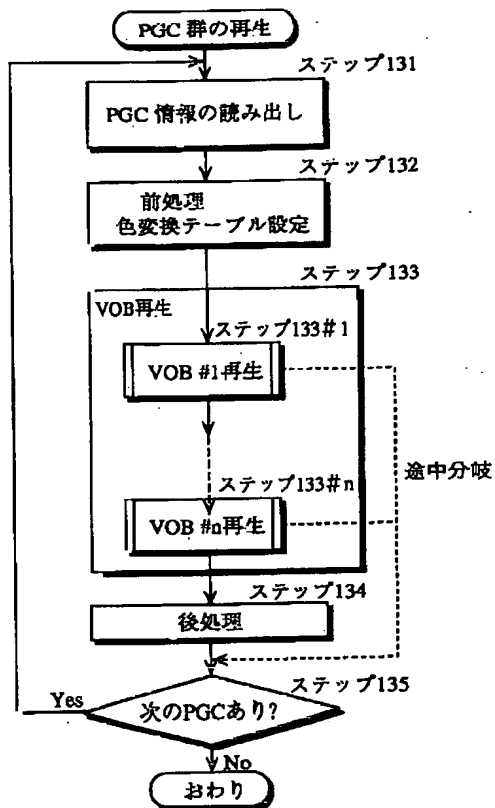 PGC 群の再生
ステップ131
PGC 情報の読み出し
ステップ132
前処理
色変換テーブル設定
ステップ133
VOB再生
ステップ133#1
VOB #1再生
途中分岐
ステップ133#n
VOB #n再生
ステップ134
後処理
ステップ135
Yes
次のPGCあり?
No
おわり